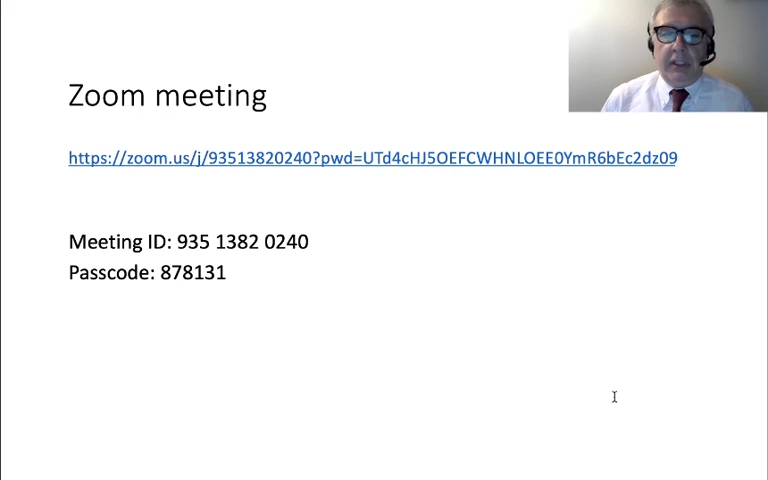 Zoom meeting
https://zoom.us/j/93513820240?pwd=UTd4cHJ5OEFCWHNLOEE0YmR6bEc2dz09
Meeting ID: 935 1382 0240
Passcode: 878131